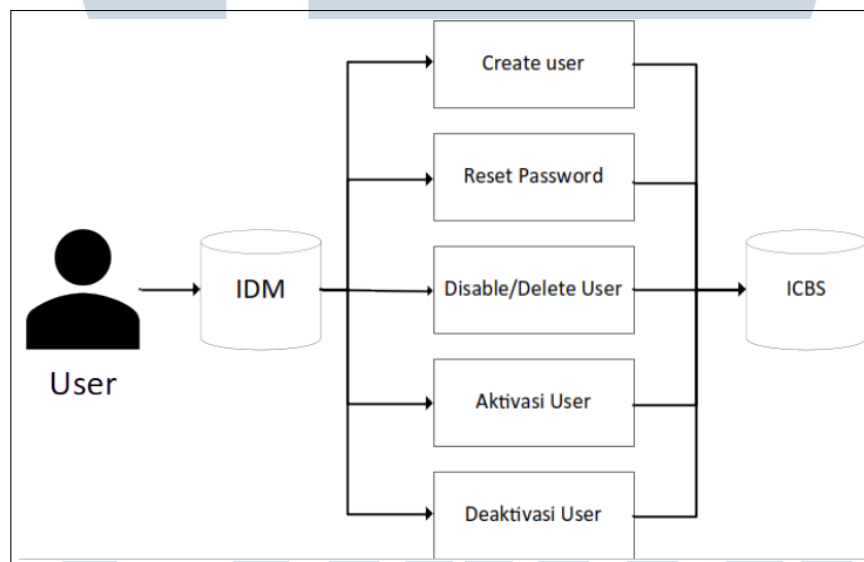 Create user
Reset Password
IDM
Disable/Delete User
ICBS
User
Aktivasi User
Deaktivasi User